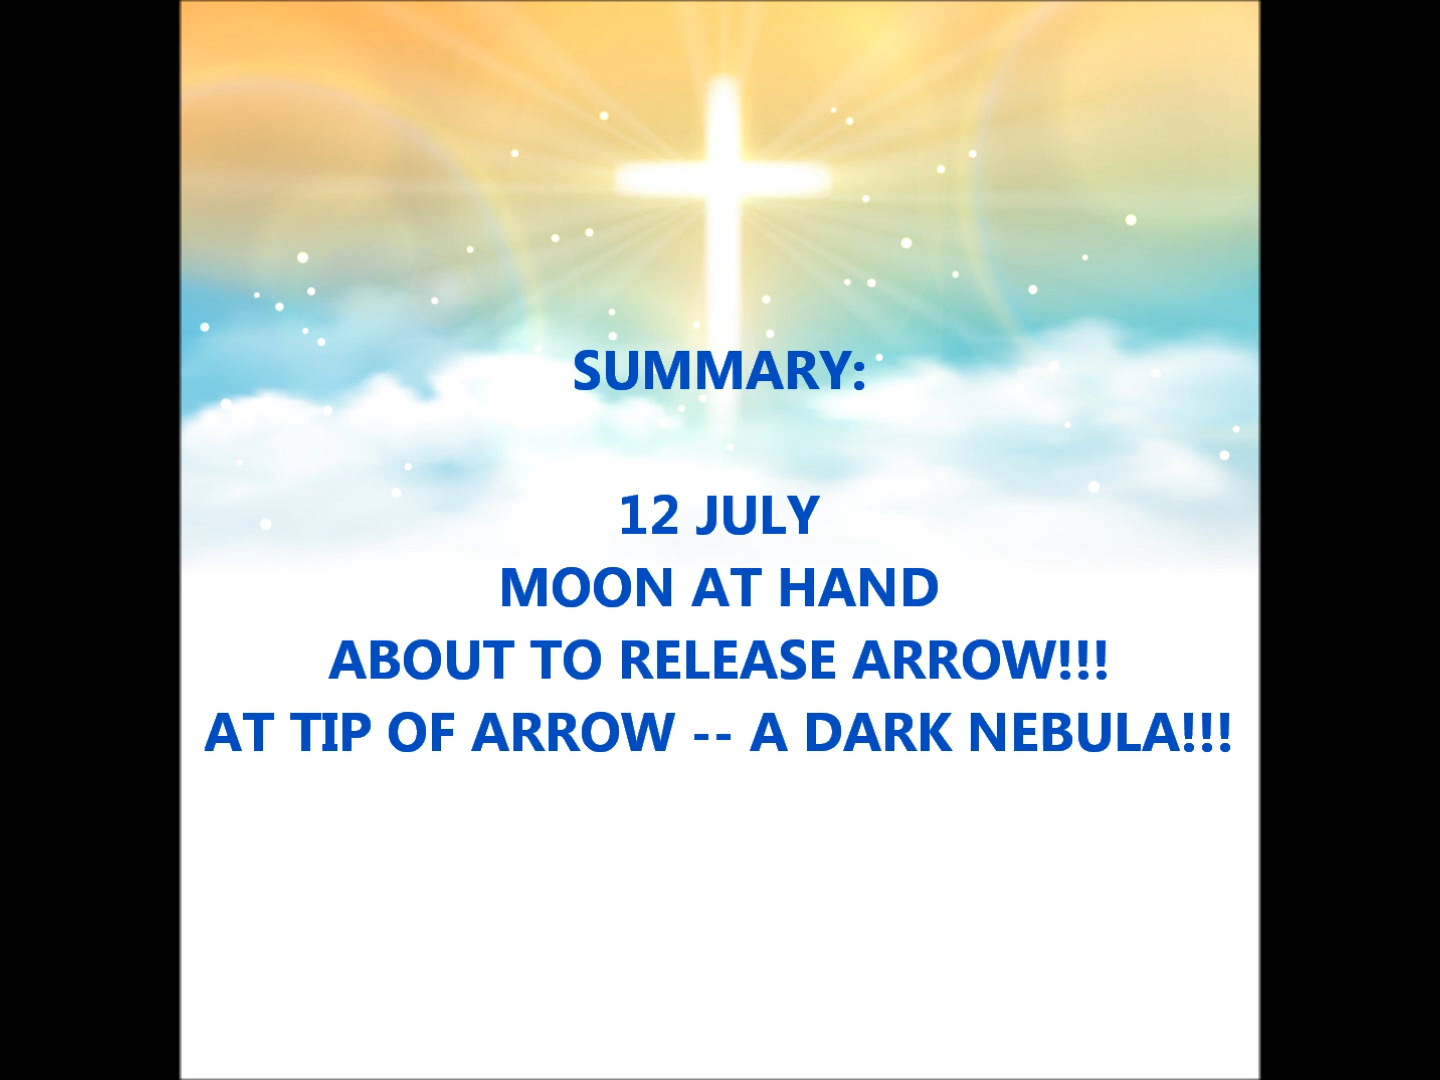 SUMMARY:
12 JULY
MOON AT HAND
ABOUT TO RELEASE ARROW!!!
AT TIP OF ARROW -- A DARK NEBULA!!!